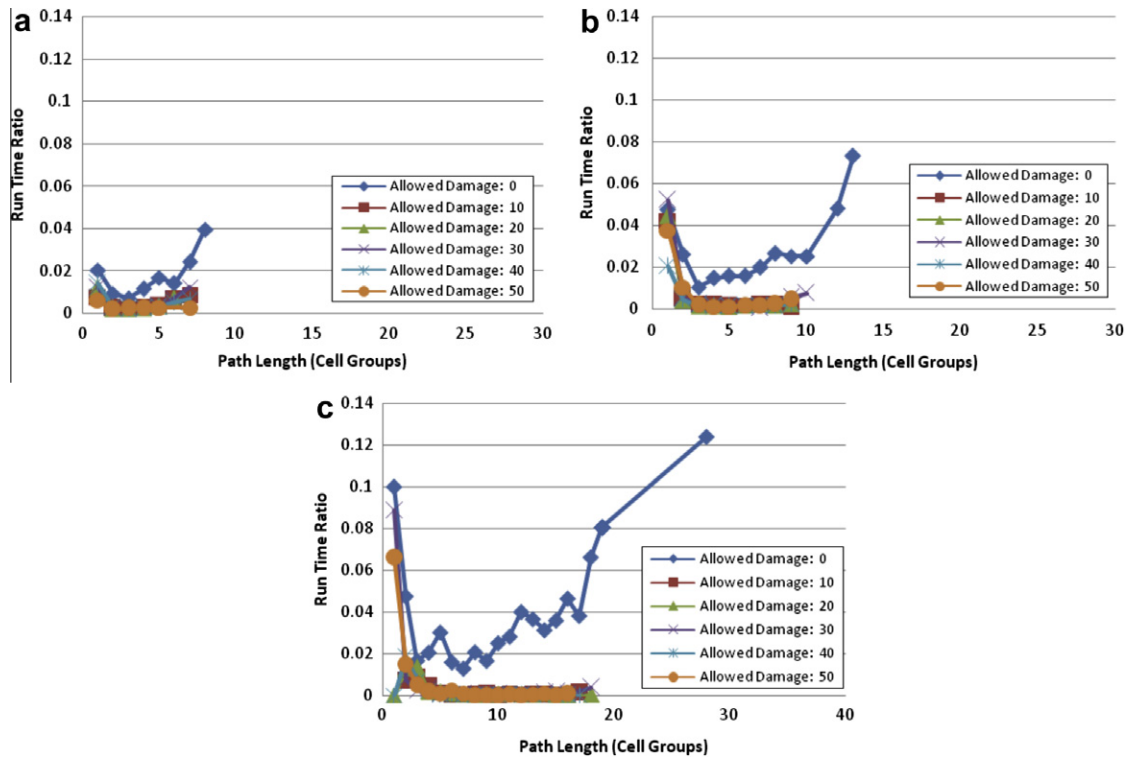 a
0.14
0.12
0.1
0.08
0.06
0.04
0.02
0
Run Time Ratio
0 5 10 15 20 25 30
Path Length (Cell Groups)
Allowed Damage: 0
Allowed Damage: 10
Allowed Damage: 20
Allowed Damage: 30
Allowed Damage: 40
Allowed Damage: 50
b
0.14
0.12
0.1
0.08
0.06
0.04
0.02
0
Run Time Ratio
0 5 10 15 20 25 30
Path Length (Cell Groups)
Allowed Damage: 0
Allowed Damage: 10
Allowed Damage: 20
Allowed Damage: 30
Allowed Damage: 40
Allowed Damage: 50
c
0.14
0.12
0.1
0.08
0.06
0.04
0.02
0
Run Time Ratio
0 10 20 30 40
Path Length (Cell Groups)
Allowed Damage: 0
Allowed Damage: 10
Allowed Damage: 20
Allowed Damage: 30
Allowed Damage: 40
Allowed Damage: 50